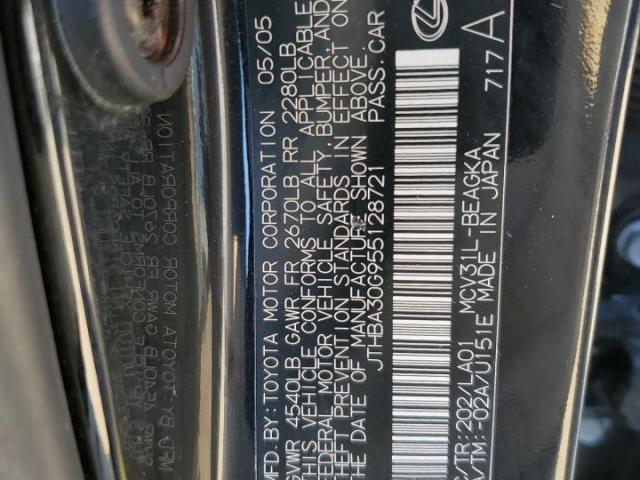 MFD BY:TOYOTA MOTOR CORPORATION 05/05
GVWR 4540LB GAWR FR 2670LB RR 2280LB
THIS VEHICLE CONFORMS TO ALL APPLICABLE
FEDERAL MOTOR VEHICLE SAFETY, BUMPER, AND
THEFT PREVENTION STANDARDS IN EFFECT ON
THE DATE OF MANUFACTURE SHOWN ABOVE.
JTHBA30G955128721 PASS.CAR
C/TR:202/LA01 MCV31L-BEAGKA
A/TM:-02A/U151E MADE IN JAPAN 717A